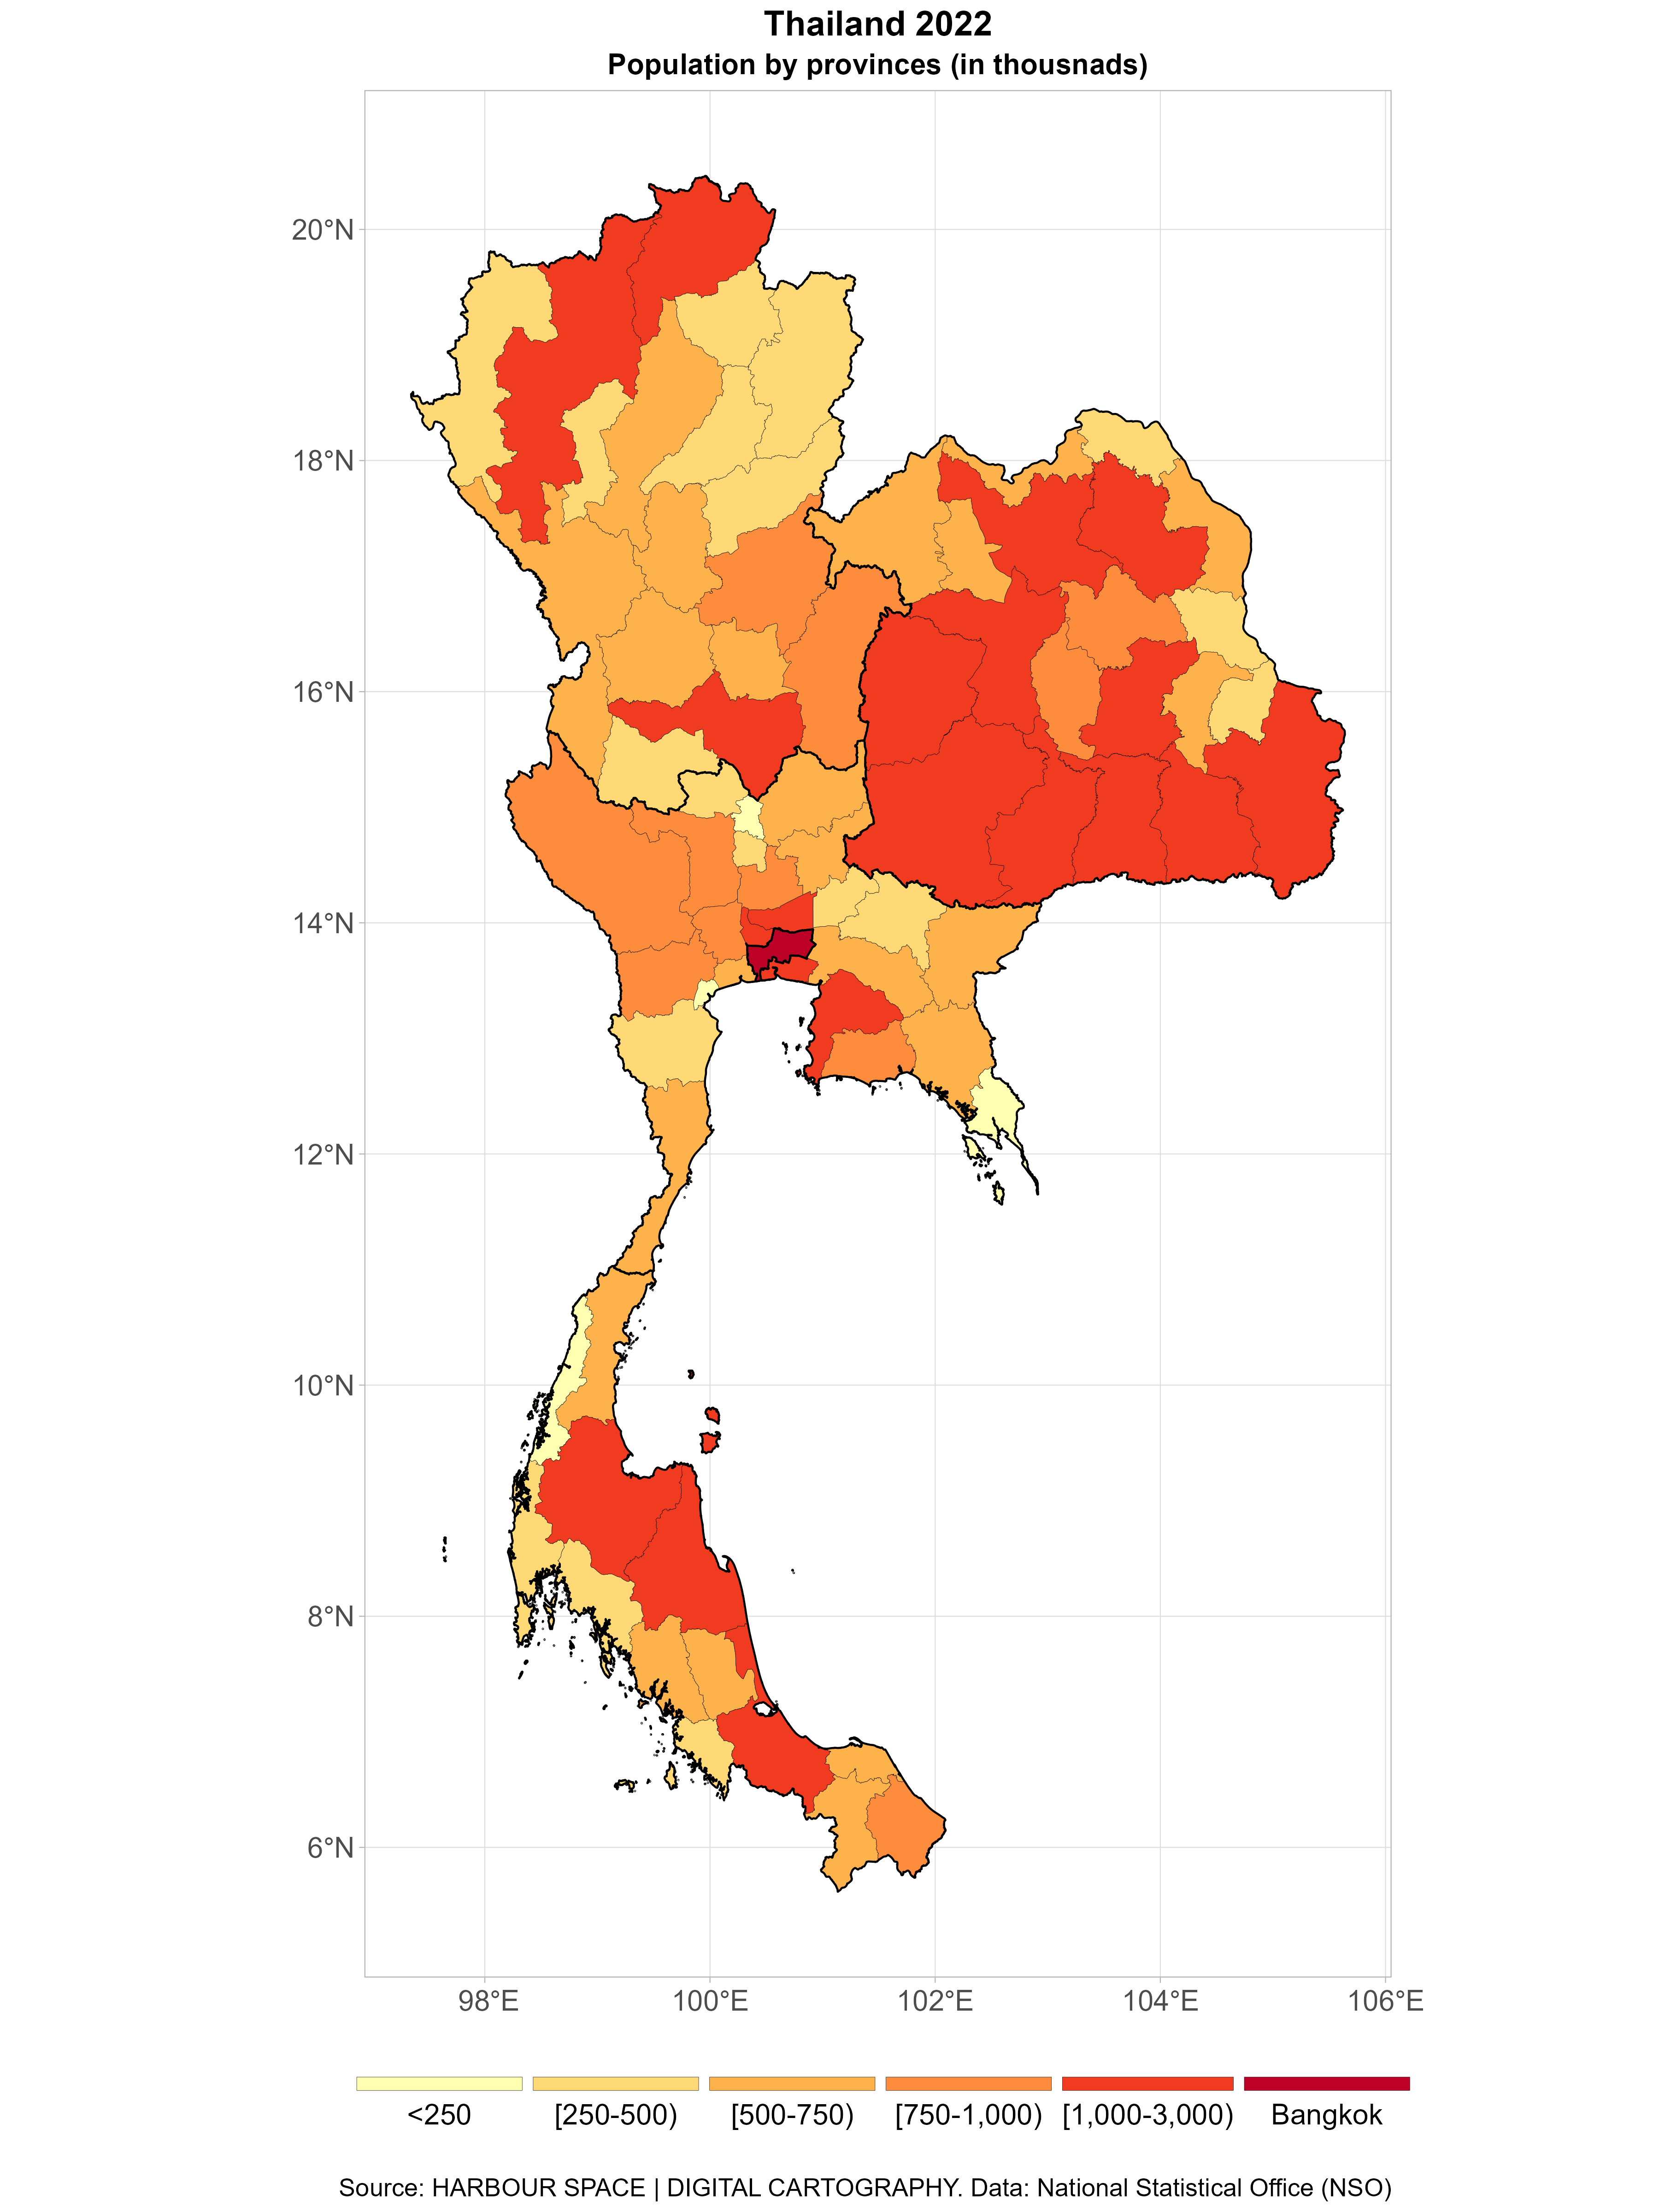 Thailand 2022
Population by provinces (in thousnads)
20°N
18°N
16°N
14°N
12°N
10°N
8°N
6°N
98°E 100°E 102°E 104°E 106°E
<250 [250-500) [500-750) [750-1,000) [1,000-3,000) Bangkok
Source: HARBOUR SPACE | DIGITAL CARTOGRAPHY. Data: National Statistical Office (NSO)